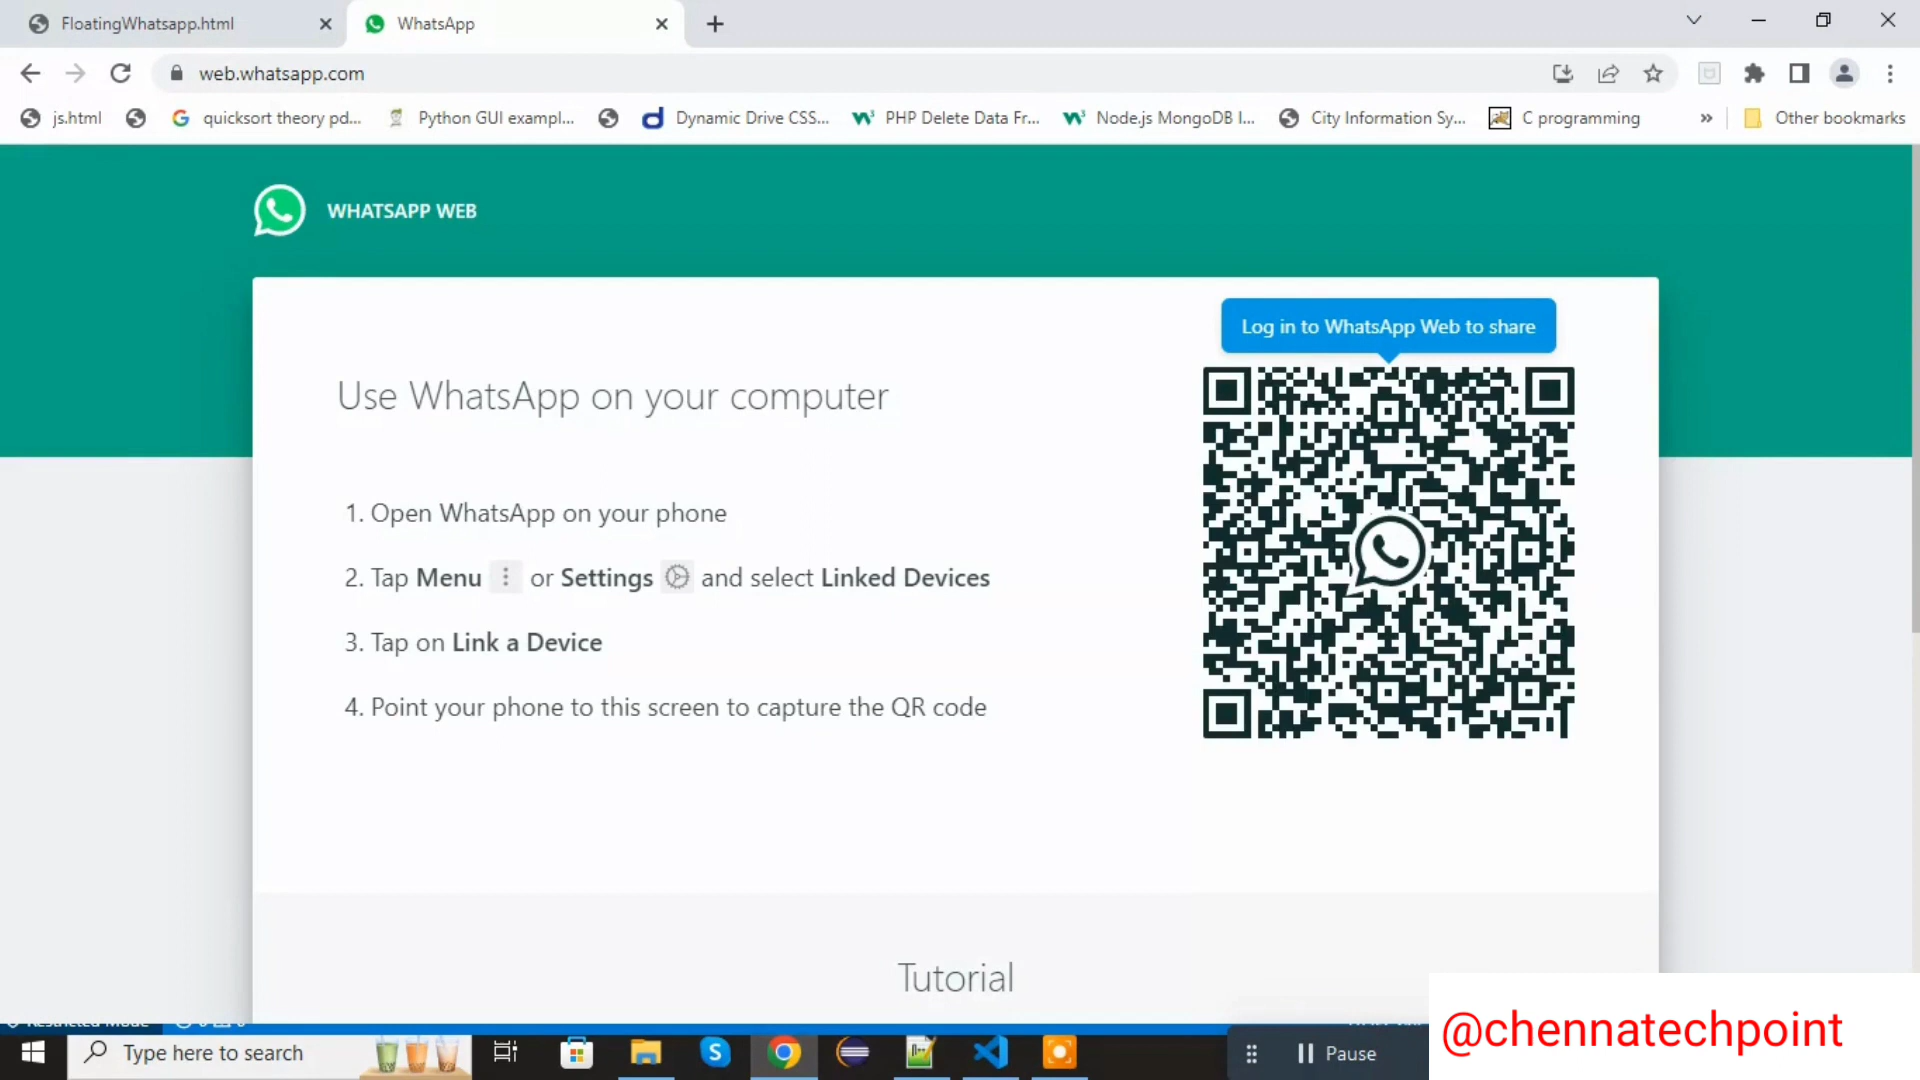 FloatingWhatsapp.html
WhatsApp
web.whatsapp.com
js.html
quicksort theory pd...
Python GUI exampl...
Dynamic Drive CSS...
PHP Delete Data Fr...
Node.js MongoDB I...
City Information Sy...
C programming
Other bookmarks
WHATSAPP WEB
Log in to WhatsApp Web to share
Use WhatsApp on your computer
1. Open WhatsApp on your phone
2. Tap Menu or Settings and select Linked Devices
3. Tap on Link a Device
4. Point your phone to this screen to capture the QR code
Tutorial
Restricted Mode
Type here to search
Pause
@chennatechpoint